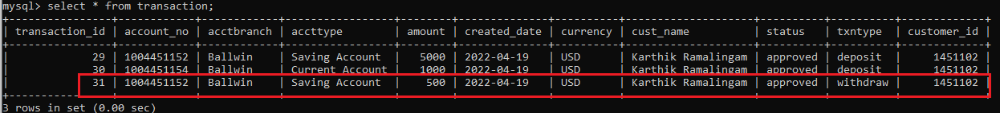 mysql> select * from transaction;
+----------------+------------+------------+-----------------+--------+--------------+----------+--------------------+----------+----------+-------------+
| transaction_id | account_no | acctbranch | accttype        | amount | created_date | currency | cust_name          | status   | txntype  | customer_id |
+----------------+------------+------------+-----------------+--------+--------------+----------+--------------------+----------+----------+-------------+
|             29 | 1004451152 | Ballwin    | Saving Account  |   5000 | 2022-04-19   | USD      | Karthik Ramalingam | approved | deposit  |     1451102 |
|             30 | 1004451154 | Ballwin    | Current Account |   1000 | 2022-04-19   | USD      | Karthik Ramalingam | approved | deposit  |     1451102 |
|             31 | 1004451152 | Ballwin    | Saving Account  |    500 | 2022-04-19   | USD      | Karthik Ramalingam | approved | withdraw |     1451102 |
+----------------+------------+------------+-----------------+--------+--------------+----------+--------------------+----------+----------+-------------+
3 rows in set (0.00 sec)